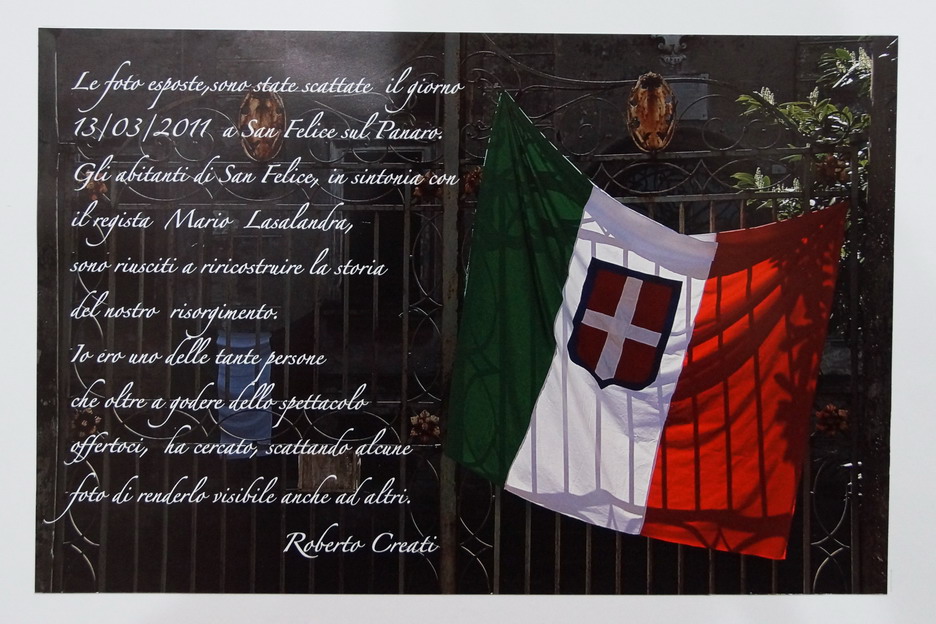 Le foto esposte,sono state scattate il giorno
13/03/2011 a San Felice sul Panaro.
Gli abitanti di San Felice, in sintonia con
il regista Mario Lasalandra,
sono riusciti a riricostruire la storia
del nostro risorgimento.
Io ero uno delle tante persone
che oltre a godere dello spettacolo
offertoci, ha cercato, scattando alcune
foto di renderlo visibile anche ad altri.
Roberto Creati